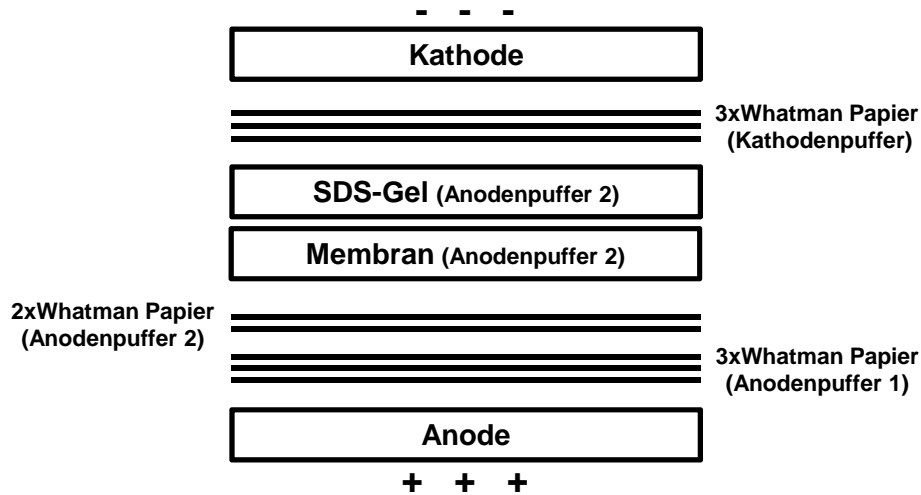 - - -
Kathode
3xWhatman Papier
(Kathodenpuffer)
SDS-Gel (Anodenpuffer 2)
Membran (Anodenpuffer 2)
2xWhatman Papier
(Anodenpuffer 2)
3xWhatman Papier
(Anodenpuffer 1)
Anode
+ + +